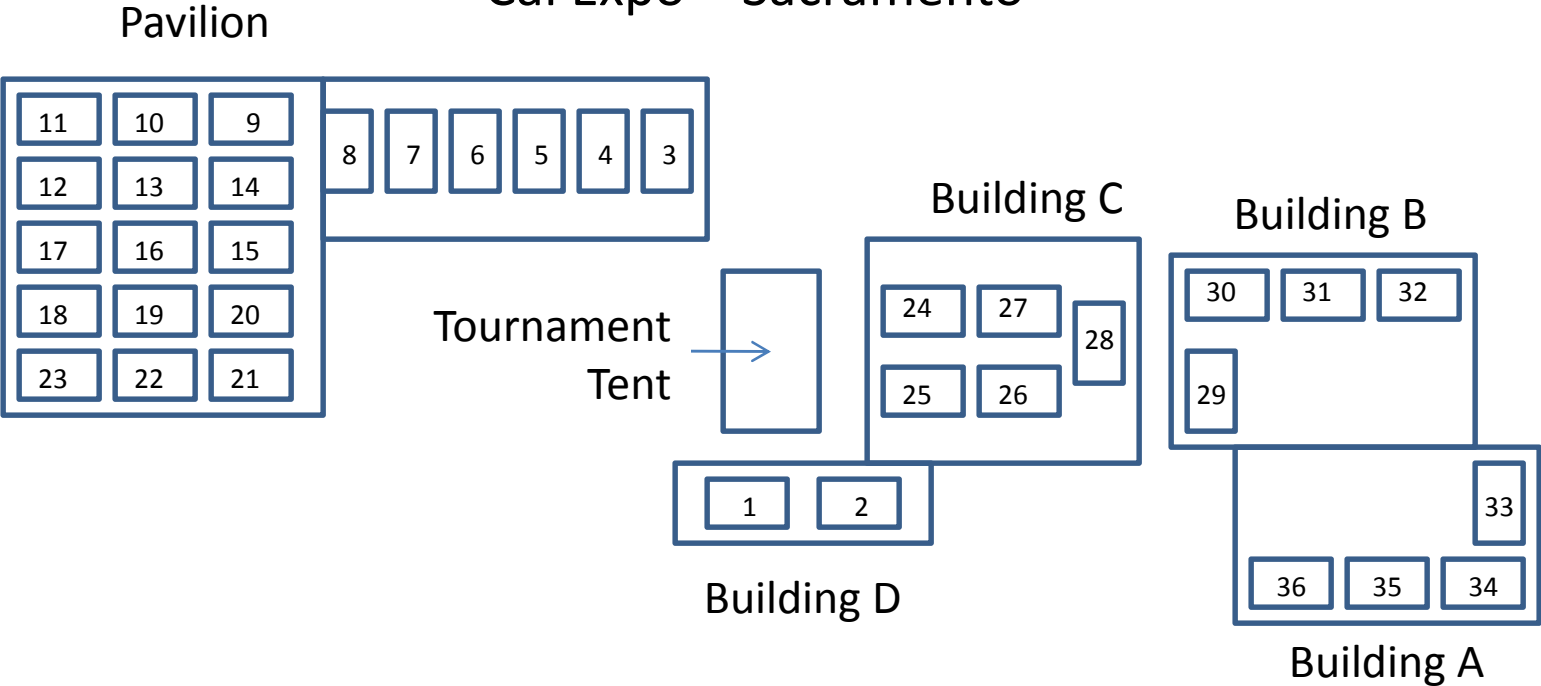 Cal Expo Sacramento
Pavilion
11 10 9
8 7 6 5 4 3
12 13 14
17 16 15
18 19 20
23 22 21
Building C
Building B
Tournament
Tent
24 27
28
25 26
30 31 32
29
1 2
33
36 35 34
Building D
Building A